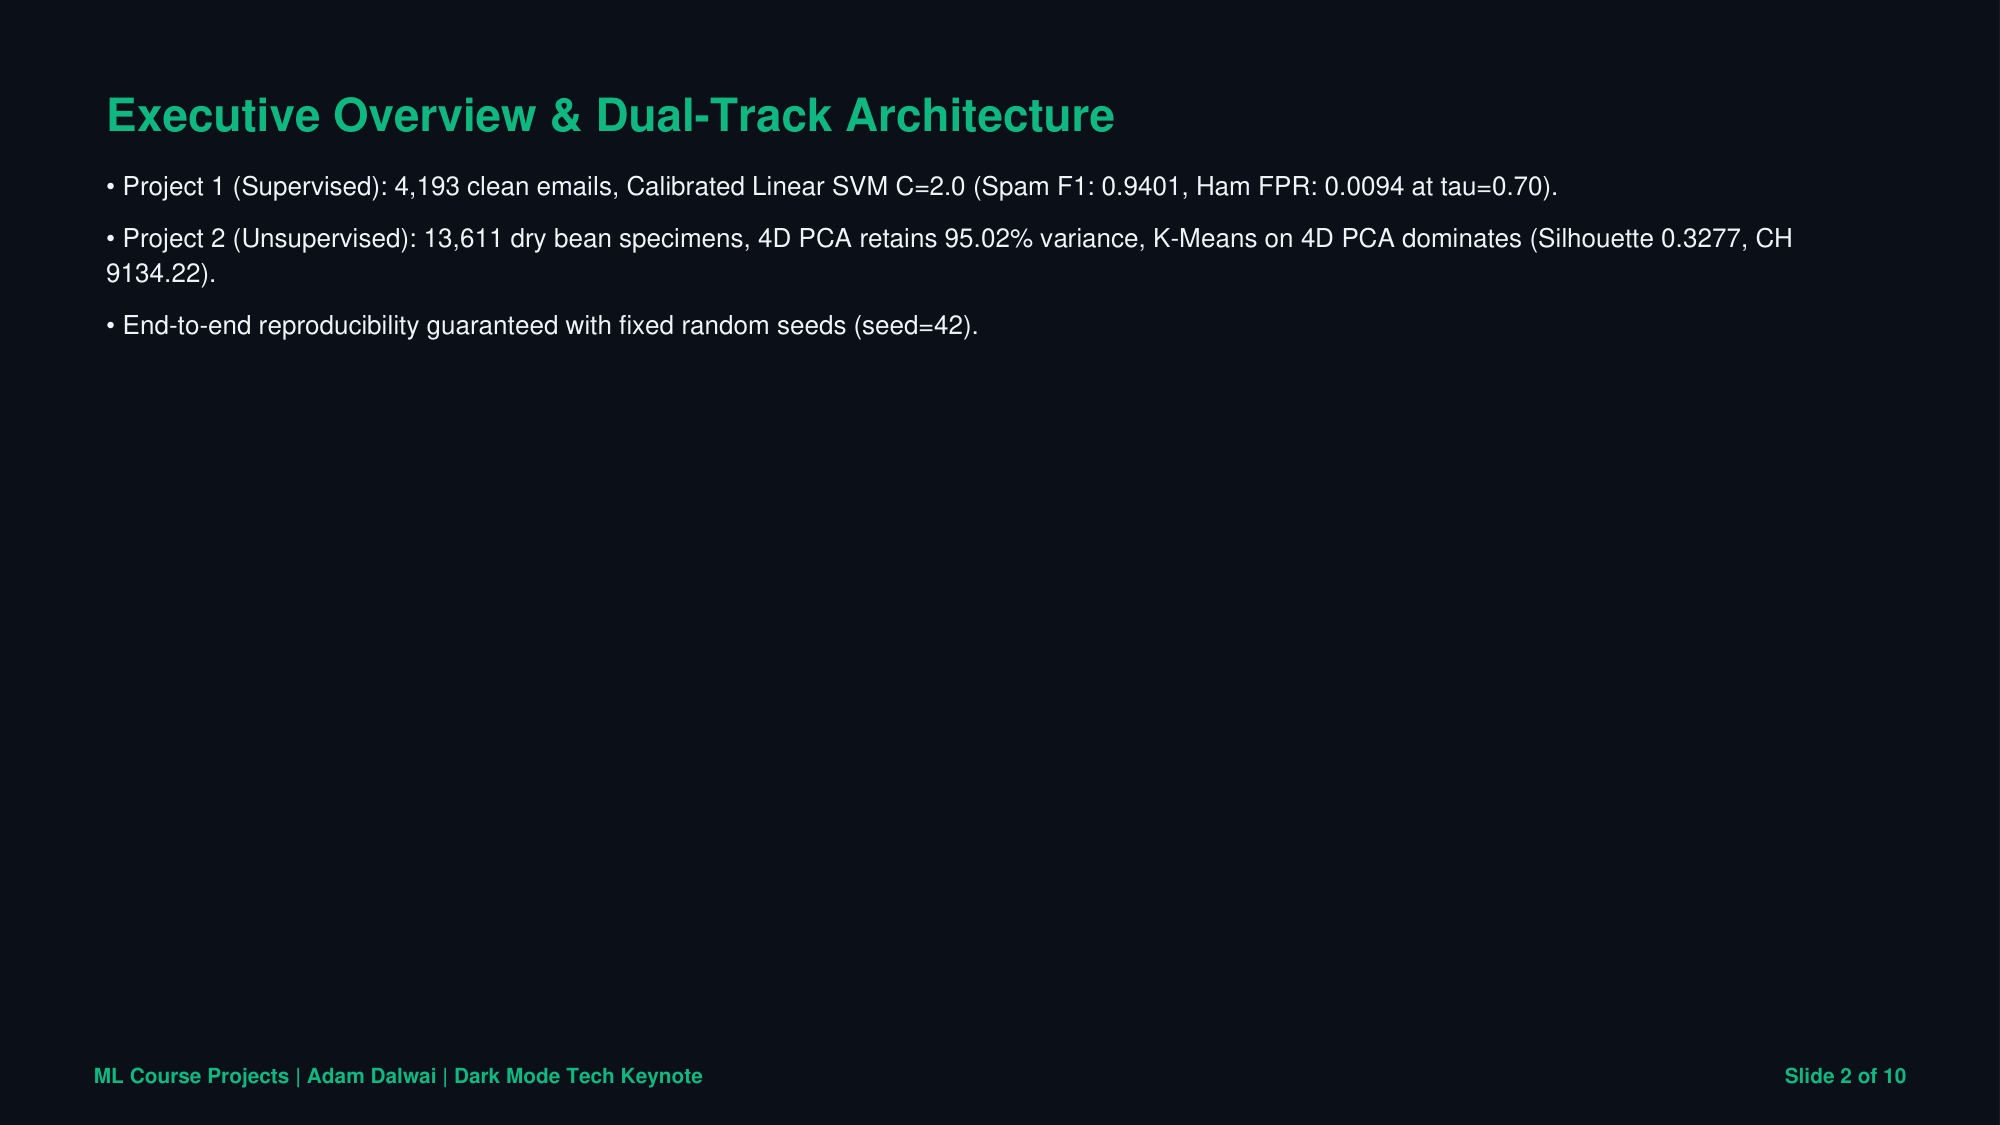 Executive Overview & Dual-Track Architecture
• Project 1 (Supervised): 4,193 clean emails, Calibrated Linear SVM C=2.0 (Spam F1: 0.9401, Ham FPR: 0.0094 at tau=0.70).
• Project 2 (Unsupervised): 13,611 dry bean specimens, 4D PCA retains 95.02% variance, K-Means on 4D PCA dominates (Silhouette 0.3277, CH
9134.22).
• End-to-end reproducibility guaranteed with fixed random seeds (seed=42).
ML Course Projects | Adam Dalwai | Dark Mode Tech Keynote
Slide 2 of 10